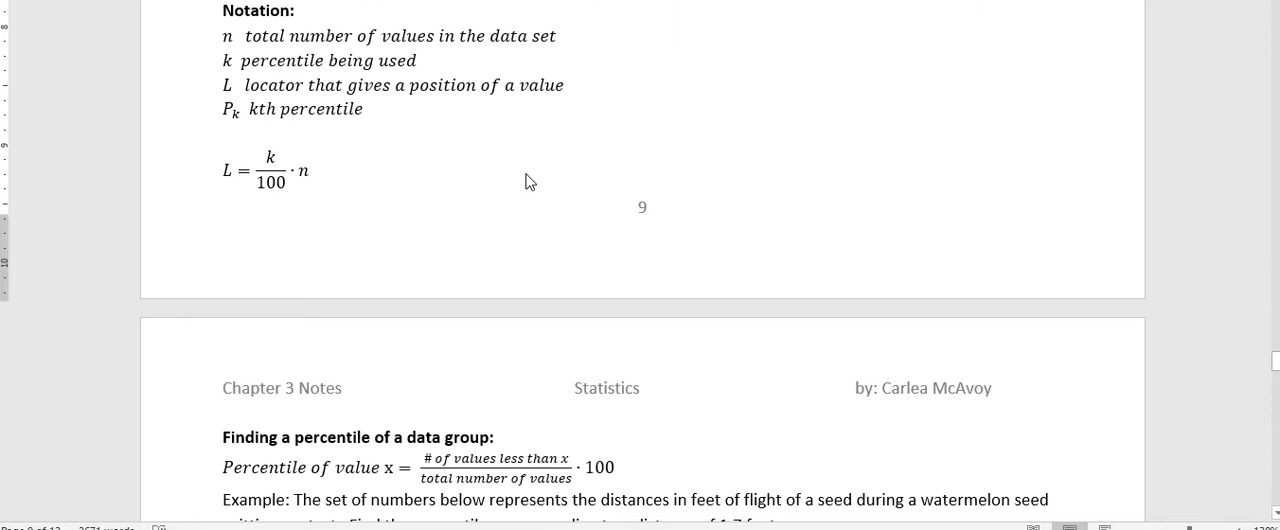 Notation:
n total number of values in the data set
k percentile being used
L locator that gives a position of a value
Pₖ kth percentile
L = k/100 · n
9
Chapter 3 Notes Statistics by: Carlea McAvoy
Finding a percentile of a data group:
Percentile of value x = # of values less than x / total number of values · 100
Example: The set of numbers below represents the distances in feet of flight of a seed during a watermelon seed